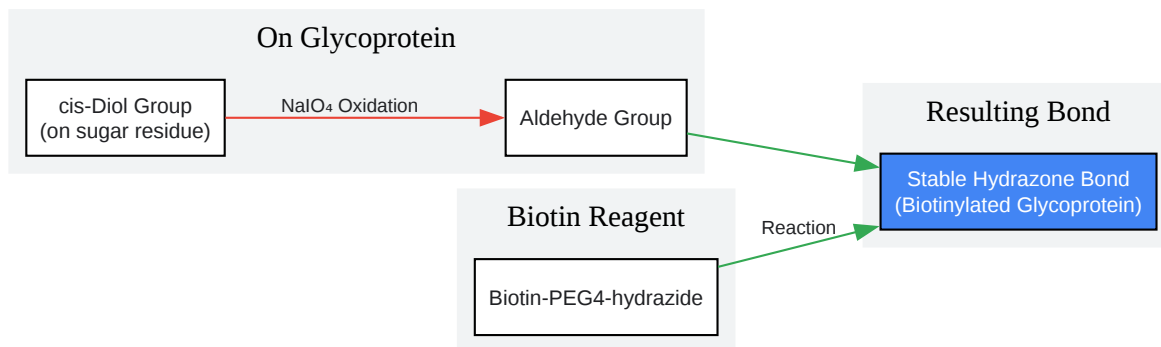 On Glycoprotein
cis-Diol Group
(on sugar residue)
NaIO₄ Oxidation
Aldehyde Group
Biotin Reagent
Biotin-PEG4-hydrazide
Reaction
Resulting Bond
Stable Hydrazone Bond
(Biotinylated Glycoprotein)